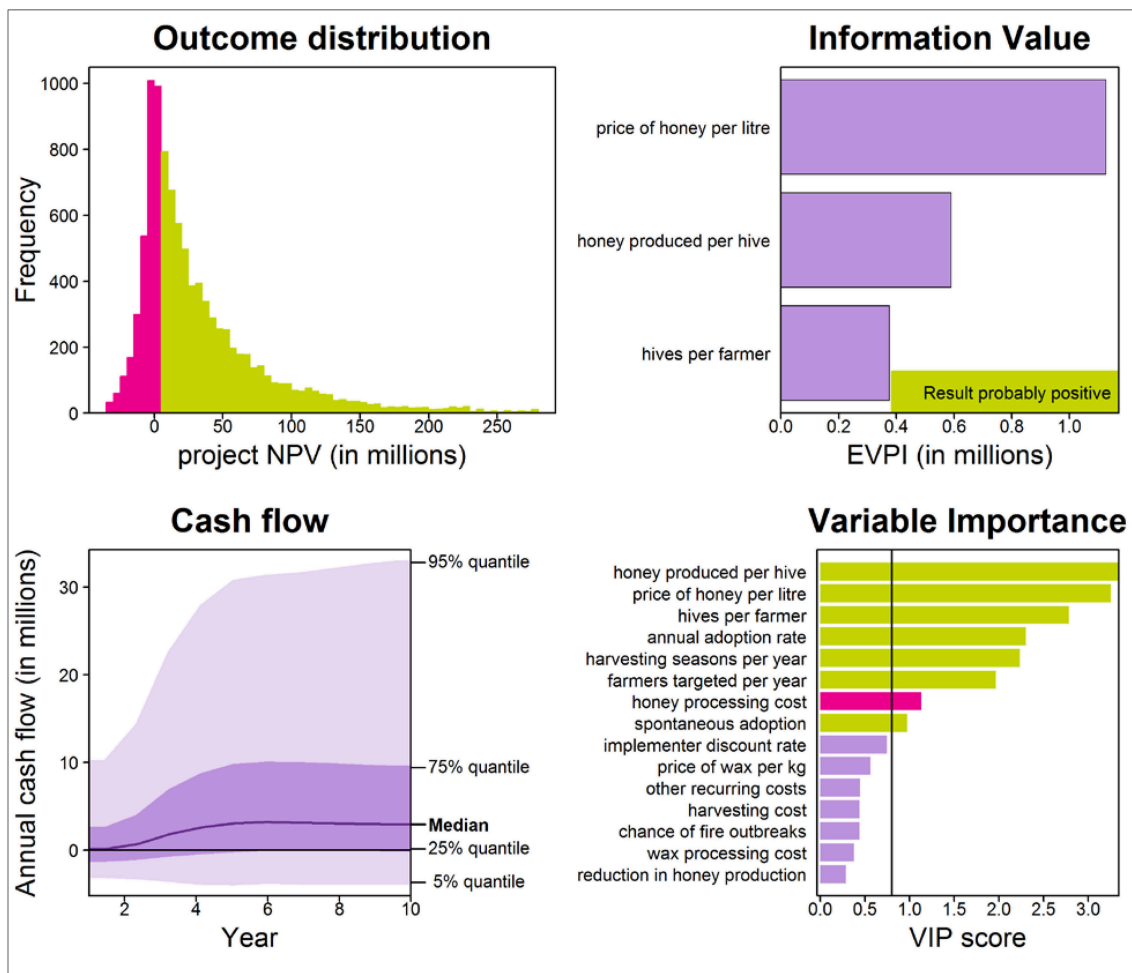 Outcome distribution
Frequency
1000
800
600
400
200
0
0 50 100 150 200 250
project NPV (in millions)
Information Value
price of honey per litre
honey produced per hive
hives per farmer
Result probably positive
0.0 0.2 0.4 0.6 0.8 1.0
EVPI (in millions)
Cash flow
Annual cash flow (in millions)
30
20
10
0
95% quantile
75% quantile
Median
25% quantile
5% quantile
2 4 6 8 10
Year
Variable Importance
honey produced per hive
price of honey per litre
hives per farmer
annual adoption rate
harvesting seasons per year
farmers targeted per year
honey processing cost
spontaneous adoption
implementer discount rate
price of wax per kg
other recurring costs
harvesting cost
chance of fire outbreaks
wax processing cost
reduction in honey production
0.0 0.5 1.0 1.5 2.0 2.5 3.0
VIP score